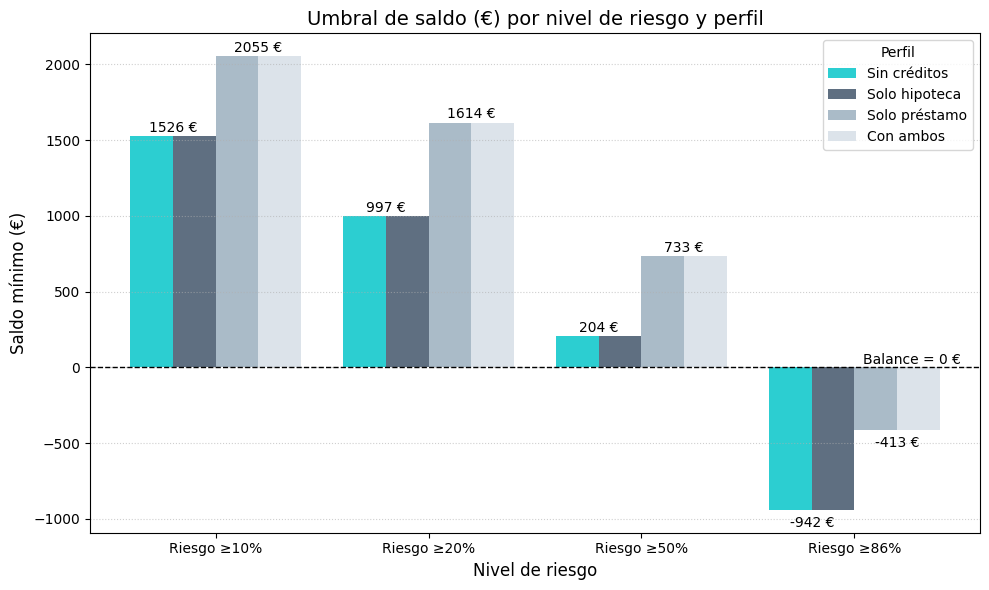 Umbral de saldo (€) por nivel de riesgo y perfil
Perfil
Sin créditos
Solo hipoteca
Solo préstamo
Con ambos
Saldo mínimo (€)
2000
1500
1000
500
0
−500
−1000
1526 €
2055 €
997 €
1614 €
204 €
733 €
Balance = 0 €
-942 €
-413 €
Riesgo ≥10%
Riesgo ≥20%
Riesgo ≥50%
Riesgo ≥86%
Nivel de riesgo